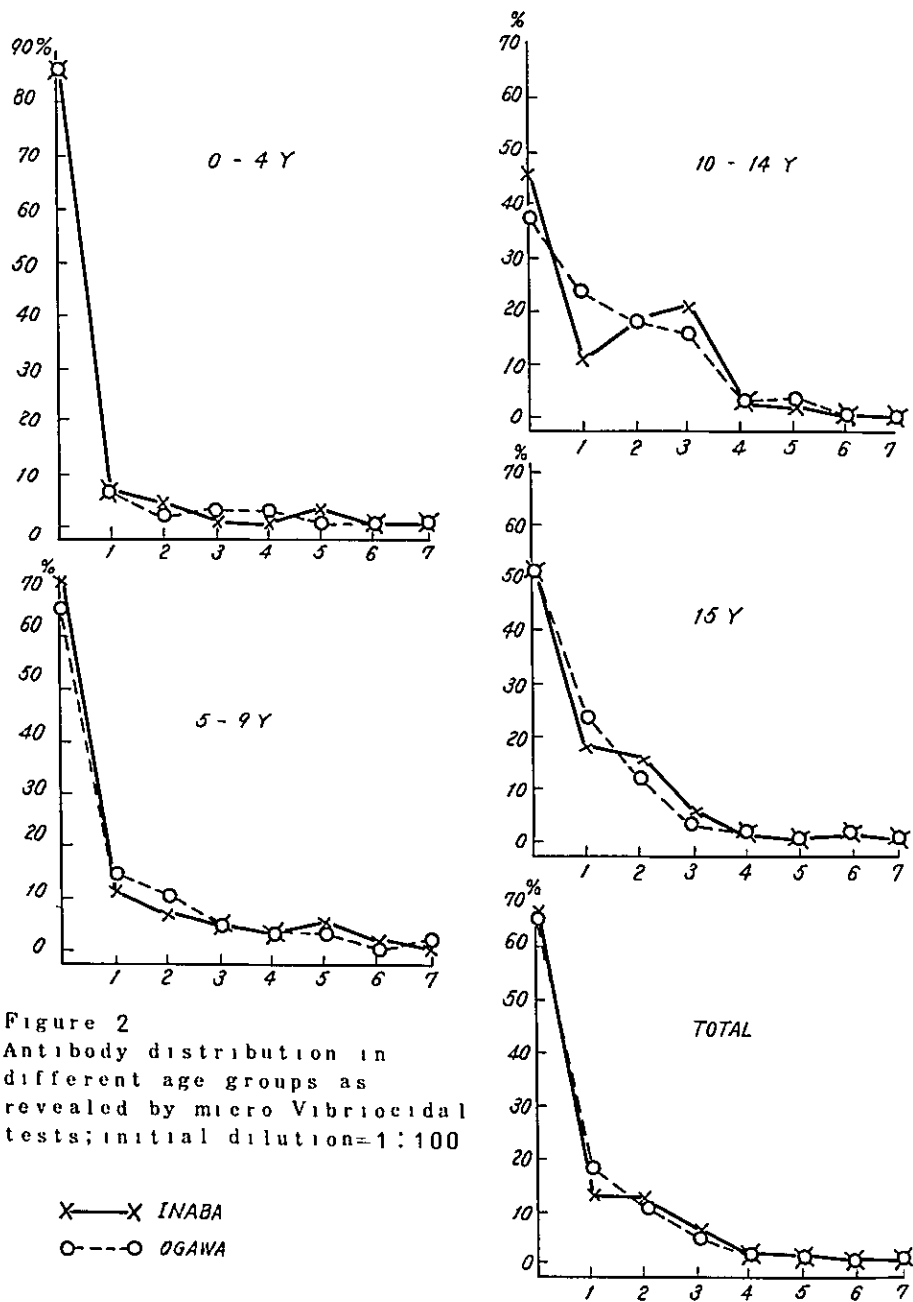 90%
80
70
60
50
40
30
20
10
0
0 - 4 Y
1 2 3 4 5 6 7
%
70
60
50
40
30
20
10
0
5 - 9 Y
1 2 3 4 5 6 7
Figure 2
Antibody distribution in
different age groups as
revealed by micro Vibriocidal
tests; initial dilution=1:100
INABA
OGAWA
%
70
60
50
40
30
20
10
0
10 - 14 Y
1 2 3 4 5 6 7
%
70
60
50
40
30
20
10
0
15 Y
1 2 3 4 5 6 7
%
70
60
50
40
30
20
10
0
TOTAL
1 2 3 4 5 6 7